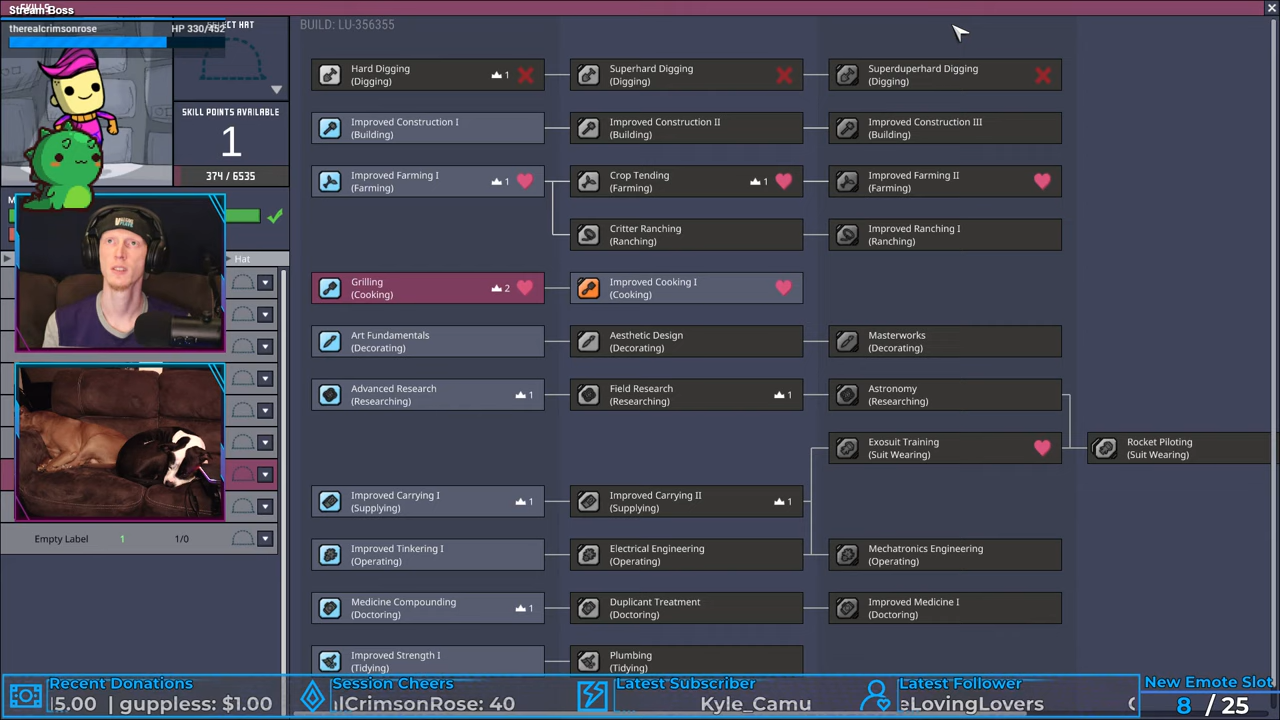 SKILLS
Stream Boss
therealcrimsonrose HP 330/452
SELECT HAT
BUILD: LU-356355
SKILL POINTS AVAILABLE
1
374 / 6535
Hat
Empty Label 1 1/0
Hard Digging
(Digging)
1
Superhard Digging
(Digging)
Superduperhard Digging
(Digging)
Improved Construction I
(Building)
Improved Construction II
(Building)
Improved Construction III
(Building)
Improved Farming I
(Farming)
1
Crop Tending
(Farming)
1
Improved Farming II
(Farming)
Critter Ranching
(Ranching)
Improved Ranching I
(Ranching)
Grilling
(Cooking)
2
Improved Cooking I
(Cooking)
Art Fundamentals
(Decorating)
Aesthetic Design
(Decorating)
Masterworks
(Decorating)
Advanced Research
(Researching)
1
Field Research
(Researching)
1
Astronomy
(Researching)
Exosuit Training
(Suit Wearing)
Rocket Piloting
(Suit Wearing)
Improved Carrying I
(Supplying)
1
Improved Carrying II
(Supplying)
1
Improved Tinkering I
(Operating)
Electrical Engineering
(Operating)
Mechatronics Engineering
(Operating)
Medicine Compounding
(Doctoring)
1
Duplicant Treatment
(Doctoring)
Improved Medicine I
(Doctoring)
Improved Strength I
(Tidying)
Plumbing
(Tidying)
Recent Donations
5.00 | guppless: $1.00
Session Cheers
lCrimsonRose: 40
Latest Subscriber
Kyle_Camu
Latest Follower
eLovingLovers
New Emote Slot
8 / 25